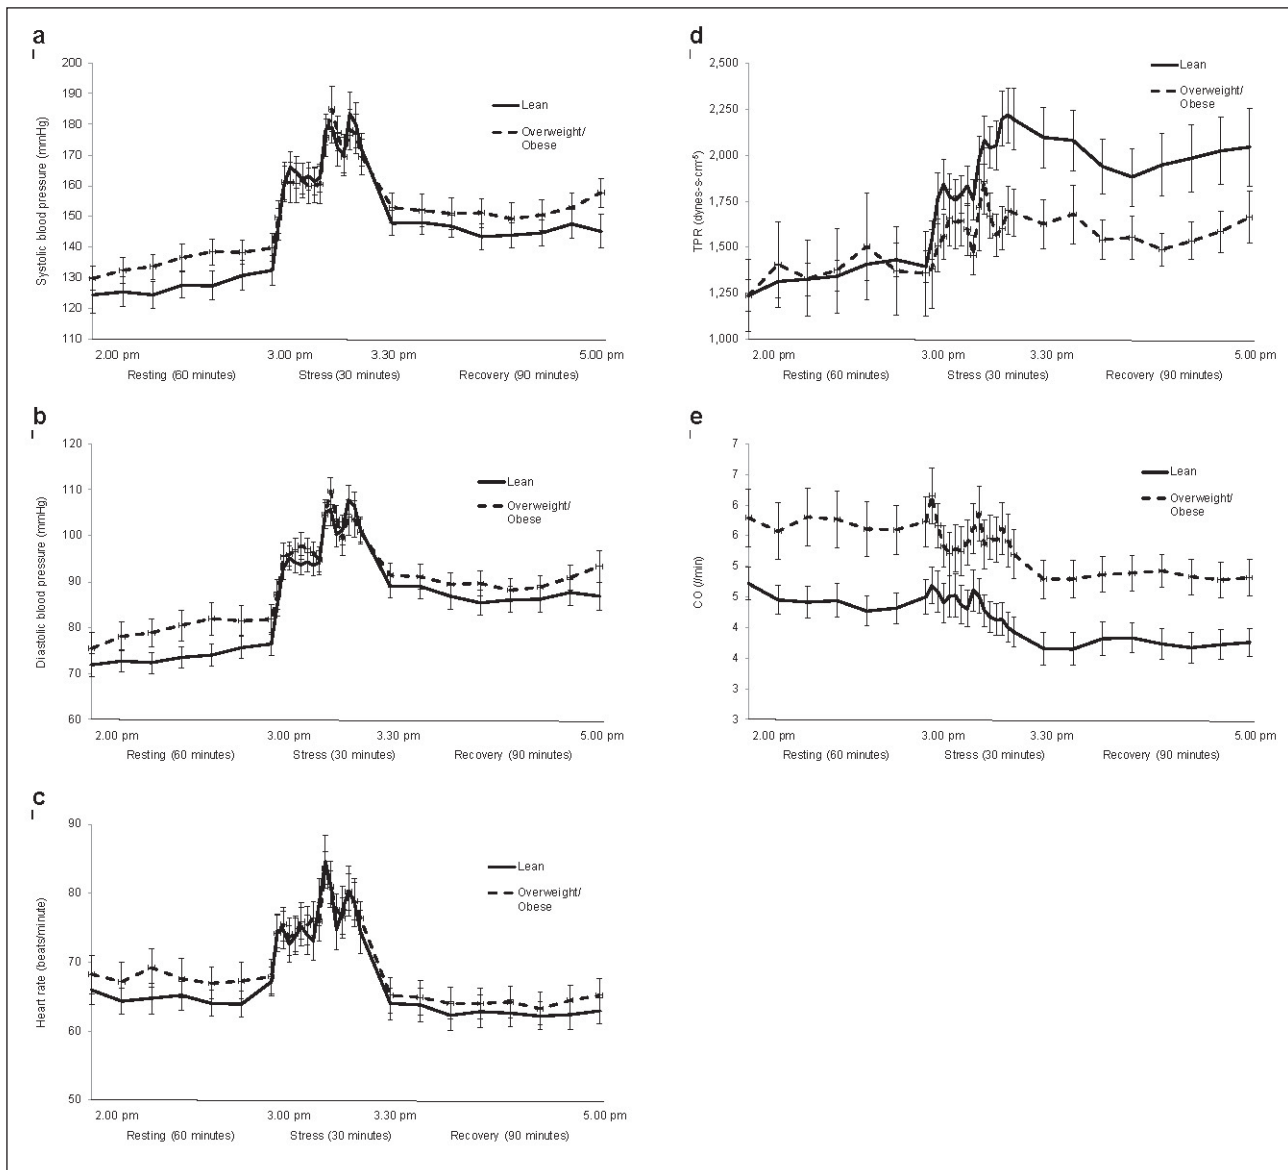 a
Systolic blood pressure (mmHg)
200
190
180
170
160
150
140
130
120
110
Lean
Overweight/
Obese
2.00 pm 3.00 pm 3.30 pm 5.00 pm
Resting (60 minutes) Stress (30 minutes) Recovery (90 minutes)
b
Diastolic blood pressure (mmHg)
120
110
100
90
80
70
60
Lean
Overweight/
Obese
2.00 pm 3.00 pm 3.30 pm 5.00 pm
Resting (60 minutes) Stress (30 minutes) Recovery (90 minutes)
c
Heart rate (beats/minute)
90
80
70
60
50
Lean
Overweight/
Obese
2.00 pm 3.00 pm 3.30 pm 5.00 pm
Resting (60 minutes) Stress (30 minutes) Recovery (90 minutes)
d
TPR (dynes-s-cm⁻⁵)
2,500
2,250
2,000
1,750
1,500
1,250
1,000
Lean
Overweight/
Obese
2.00 pm 3.00 pm 3.30 pm 5.00 pm
Resting (60 minutes) Stress (30 minutes) Recovery (90 minutes)
e
CO (l/min)
7
7
6
6
5
5
4
4
3
3
Lean
Overweight/
Obese
2.00 pm 3.00 pm 3.30 pm 5.00 pm
Resting (60 minutes) Stress (30 minutes) Recovery (90 minutes)